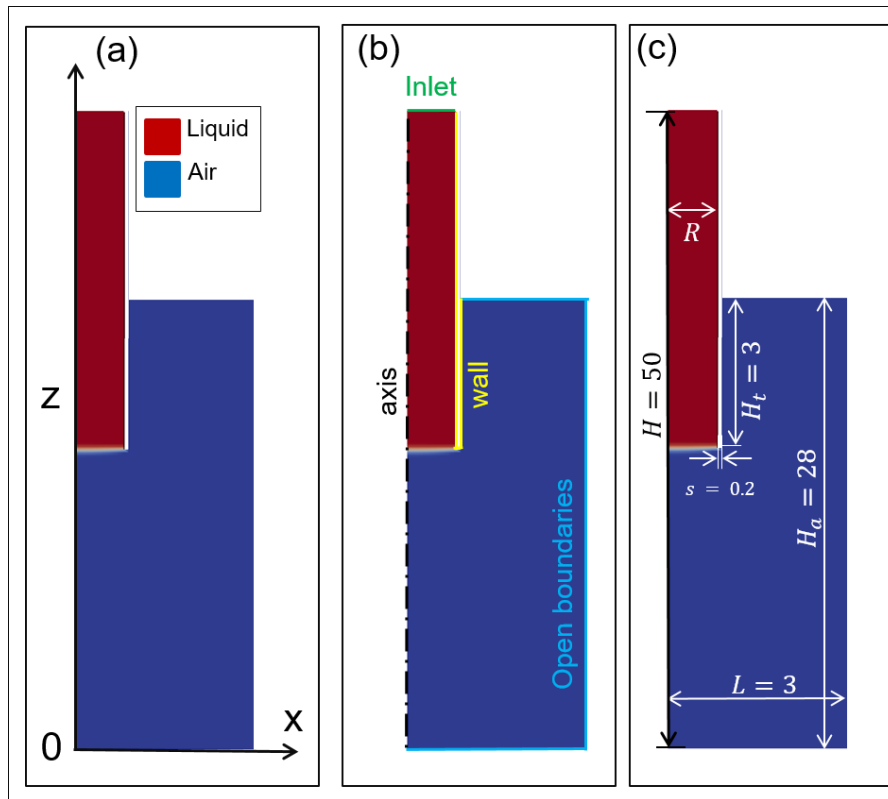 (a)
Liquid
Air
z
0
x
(b)
Inlet
axis
wall
Open boundaries
(c)
R
H = 50
H_t = 3
s = 0.2
H_a = 28
L = 3